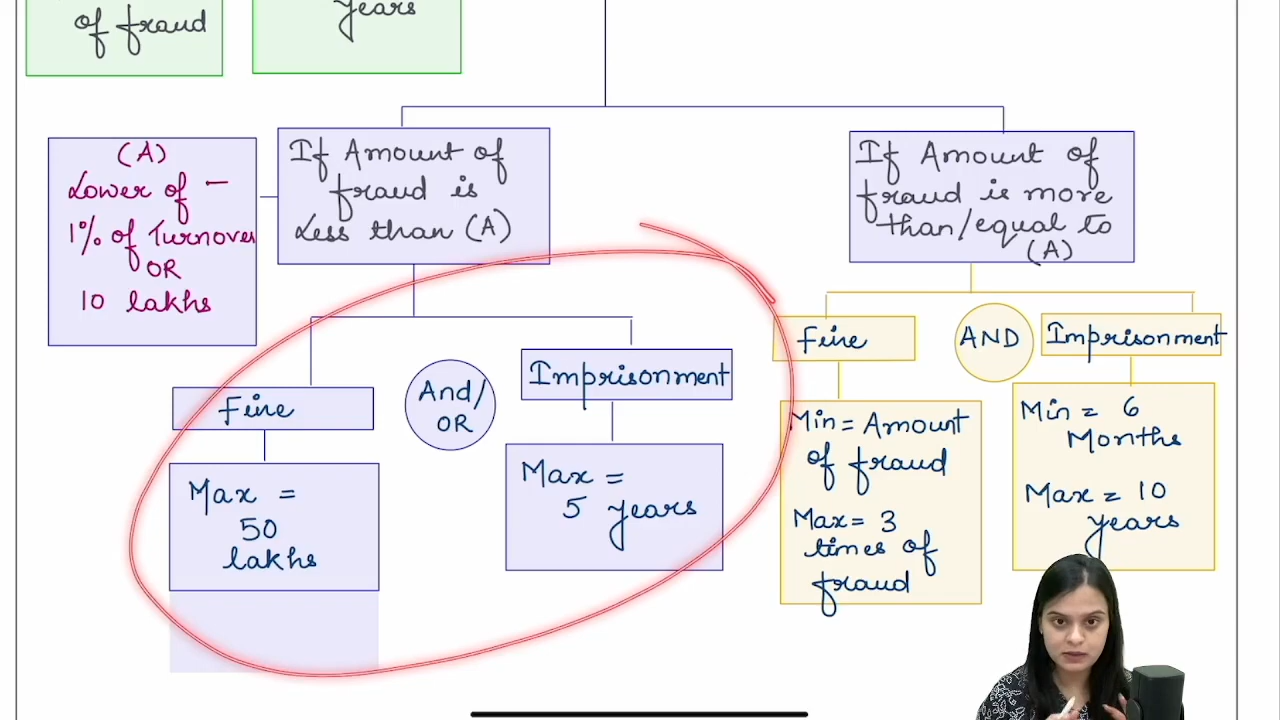 of fraud
years
(A)
Lower of –
1% of Turnover
OR
10 lakhs
If Amount of
fraud is
Less than (A)
If Amount of
fraud is more
than/equal to
(A)
Fine
And/
OR
Imprisonment
Max =
50
lakhs
Max =
5 years
Fine
AND
Imprisonment
Min = Amount
of fraud
Max = 3
times of
fraud
Min = 6
Months
Max = 10
years